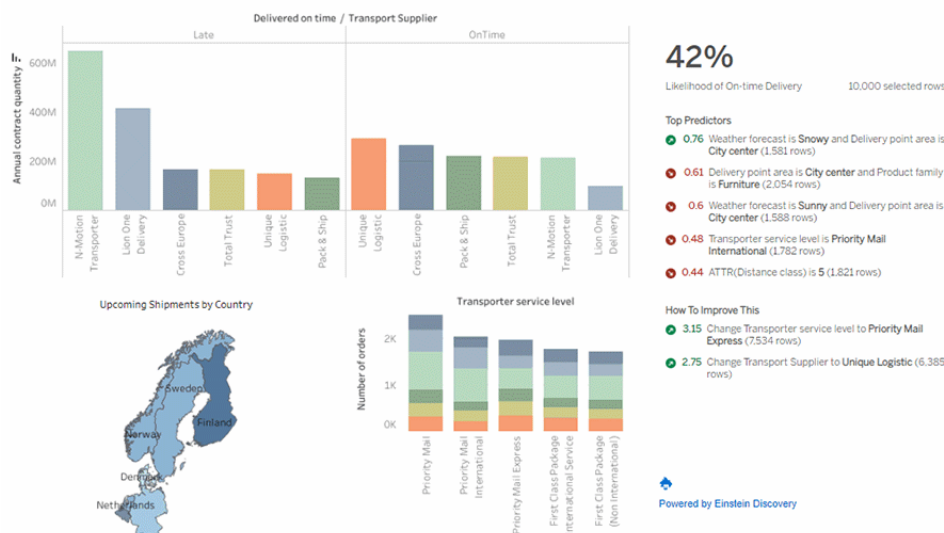 Delivered on time / Transport Supplier
Late
OnTime
Annual contract quantity
600M
400M
200M
0M
N-Motion
Transporter
Lion One
Delivery
Cross Europe
Total Trust
Unique
Logistic
Pack & Ship
Unique
Logistic
Cross Europe
Pack & Ship
Total Trust
N-Motion
Transporter
Lion One
Delivery
Upcoming Shipments by Country
Sweden
Finland
Norway
Denmark
Netherlands
Transporter service level
Number of orders
2K
1K
0K
Priority Mail
Priority Mail
International
Priority Mail Express
First Class Package
International Service
First Class Package
(Non International)
42%
Likelihood of On-time Delivery
10,000 selected rows
Top Predictors
0.76 Weather forecast is Snowy and Delivery point area is
City center (1,581 rows)
0.61 Delivery point area is City center and Product family
is Furniture (2,054 rows)
0.6 Weather forecast is Sunny and Delivery point area is
City center (1,588 rows)
0.48 Transporter service level is Priority Mail
International (1,782 rows)
0.44 ATTR(Distance class) is 5 (1,821 rows)
How To Improve This
3.15 Change Transporter service level to Priority Mail
Express (7,534 rows)
2.75 Change Transport Supplier to Unique Logistic (6,385
rows)
Powered by Einstein Discovery